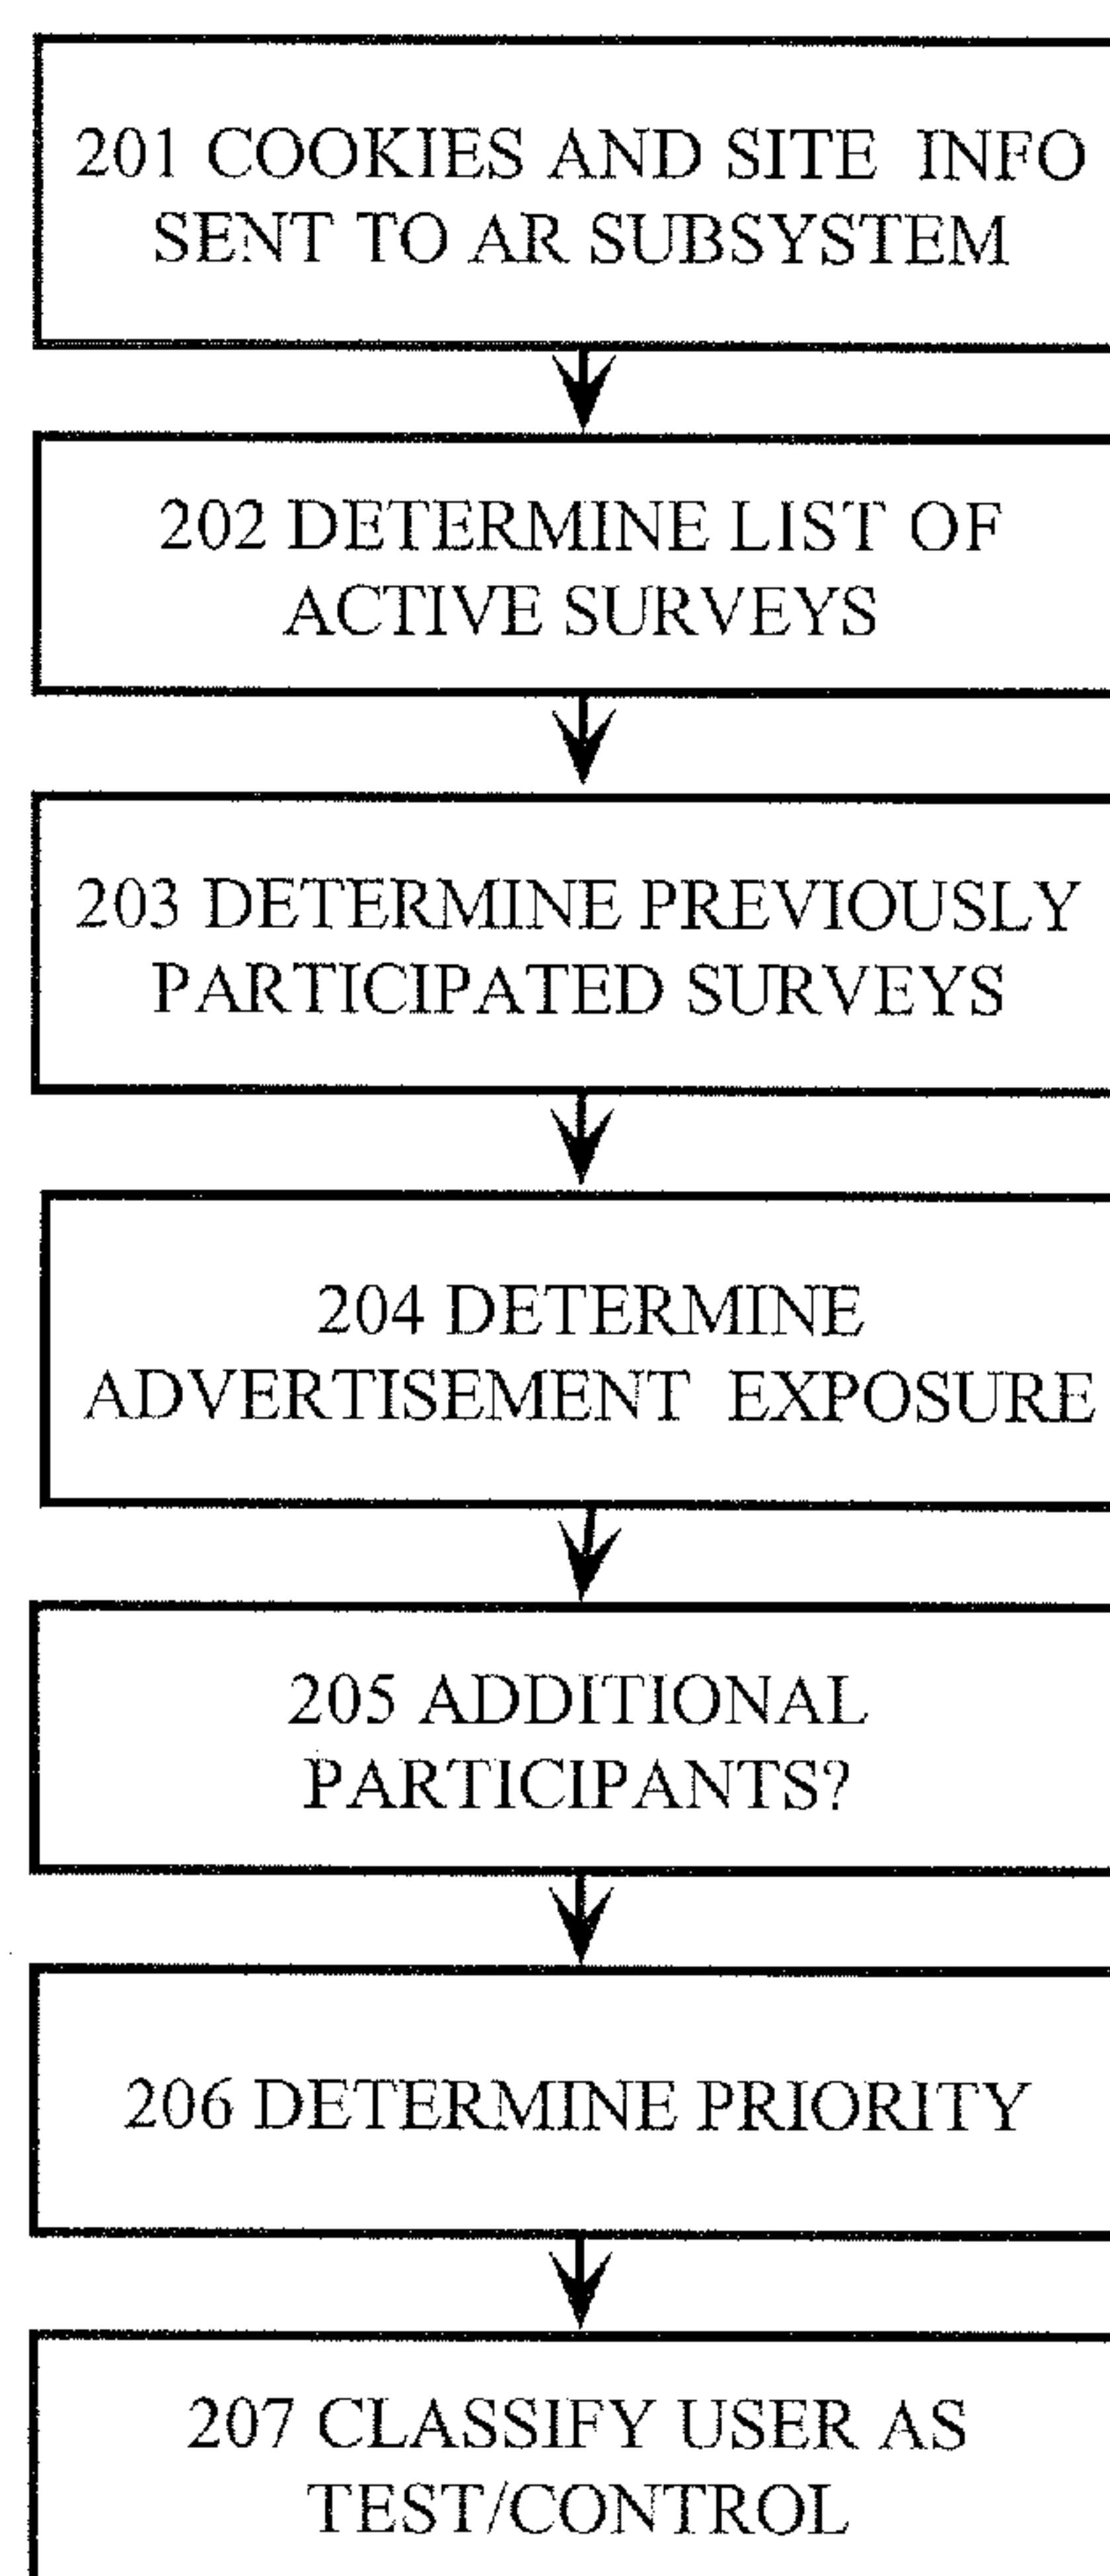 201 COOKIES AND SITE INFO
SENT TO AR SUBSYSTEM
202 DETERMINE LIST OF
ACTIVE SURVEYS
203 DETERMINE PREVIOUSLY
PARTICIPATED SURVEYS
204 DETERMINE
ADVERTISEMENT EXPOSURE
205 ADDITIONAL
PARTICIPANTS?
206 DETERMINE PRIORITY
207 CLASSIFY USER AS
TEST/CONTROL